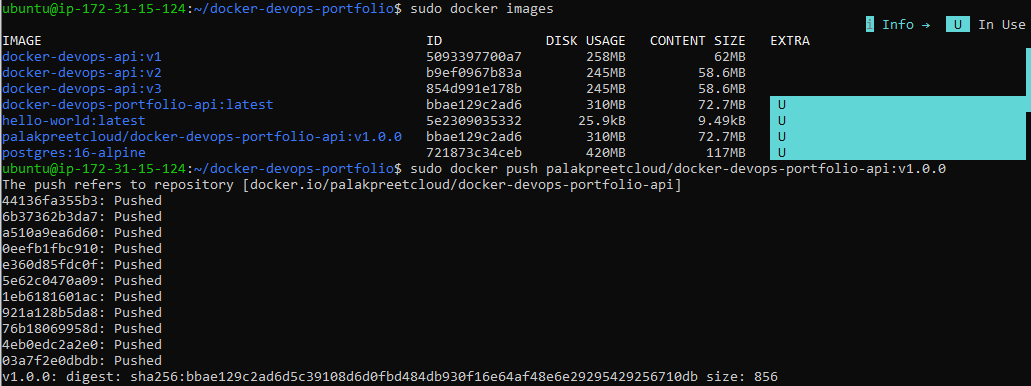 ubuntu@ip-172-31-15-124:~/docker-devops-portfolio$ sudo docker images
i Info → U In Use
IMAGE ID DISK USAGE CONTENT SIZE EXTRA
docker-devops-api:v1 5093397700a7 258MB 62MB
docker-devops-api:v2 b9ef0967b83a 245MB 58.6MB
docker-devops-api:v3 854d991e178b 245MB 58.6MB
docker-devops-portfolio-api:latest bbae129c2ad6 310MB 72.7MB U
hello-world:latest 5e2309035332 25.9kB 9.49kB U
palakpreetcloud/docker-devops-portfolio-api:v1.0.0 bbae129c2ad6 310MB 72.7MB U
postgres:16-alpine 721873c34ceb 420MB 117MB U
ubuntu@ip-172-31-15-124:~/docker-devops-portfolio$ sudo docker push palakpreetcloud/docker-devops-portfolio-api:v1.0.0
The push refers to repository [docker.io/palakpreetcloud/docker-devops-portfolio-api]
44136fa355b3: Pushed
6b37362b3da7: Pushed
a510a9ea6d60: Pushed
0eefb1fbc910: Pushed
e360d85fdc0f: Pushed
5e62c0470a09: Pushed
1eb6181601ac: Pushed
921a128b5da8: Pushed
76b18069958d: Pushed
4eb0edc2a2e0: Pushed
03a7f2e0dbdb: Pushed
v1.0.0: digest: sha256:bbae129c2ad6d5c39108d6d0fbd484db930f16e64af48e6e29295429256710db size: 856